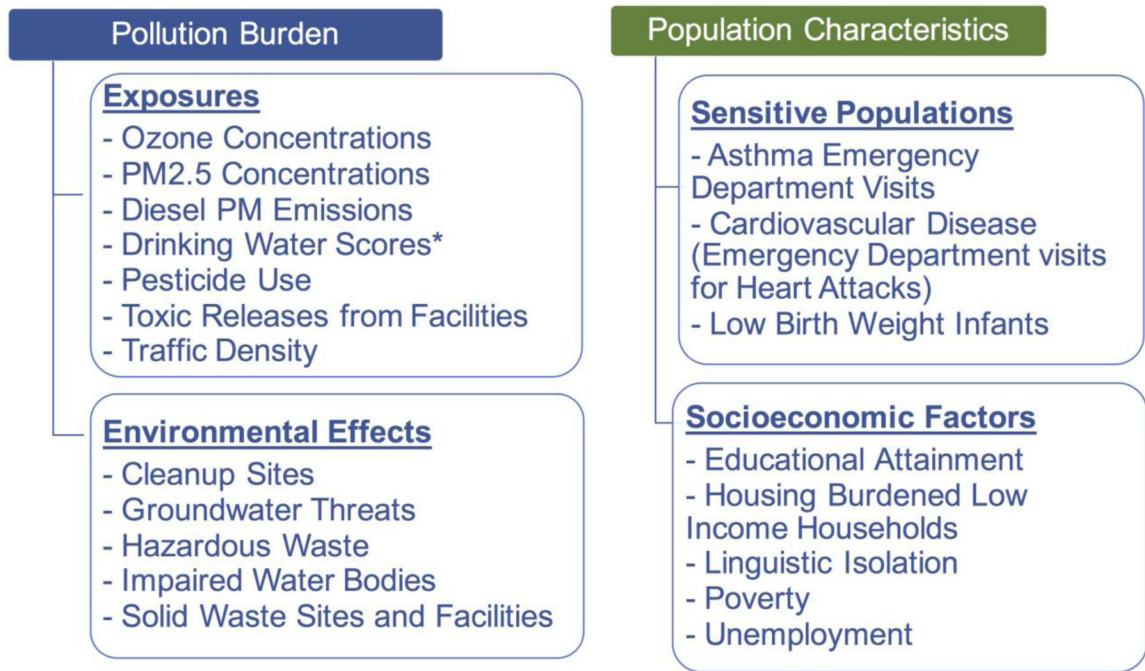 Pollution Burden
Exposures
- Ozone Concentrations
- PM2.5 Concentrations
- Diesel PM Emissions
- Drinking Water Scores*
- Pesticide Use
- Toxic Releases from Facilities
- Traffic Density
Environmental Effects
- Cleanup Sites
- Groundwater Threats
- Hazardous Waste
- Impaired Water Bodies
- Solid Waste Sites and Facilities
Population Characteristics
Sensitive Populations
- Asthma Emergency
Department Visits
- Cardiovascular Disease
(Emergency Department visits
for Heart Attacks)
- Low Birth Weight Infants
Socioeconomic Factors
- Educational Attainment
- Housing Burdened Low
Income Households
- Linguistic Isolation
- Poverty
- Unemployment